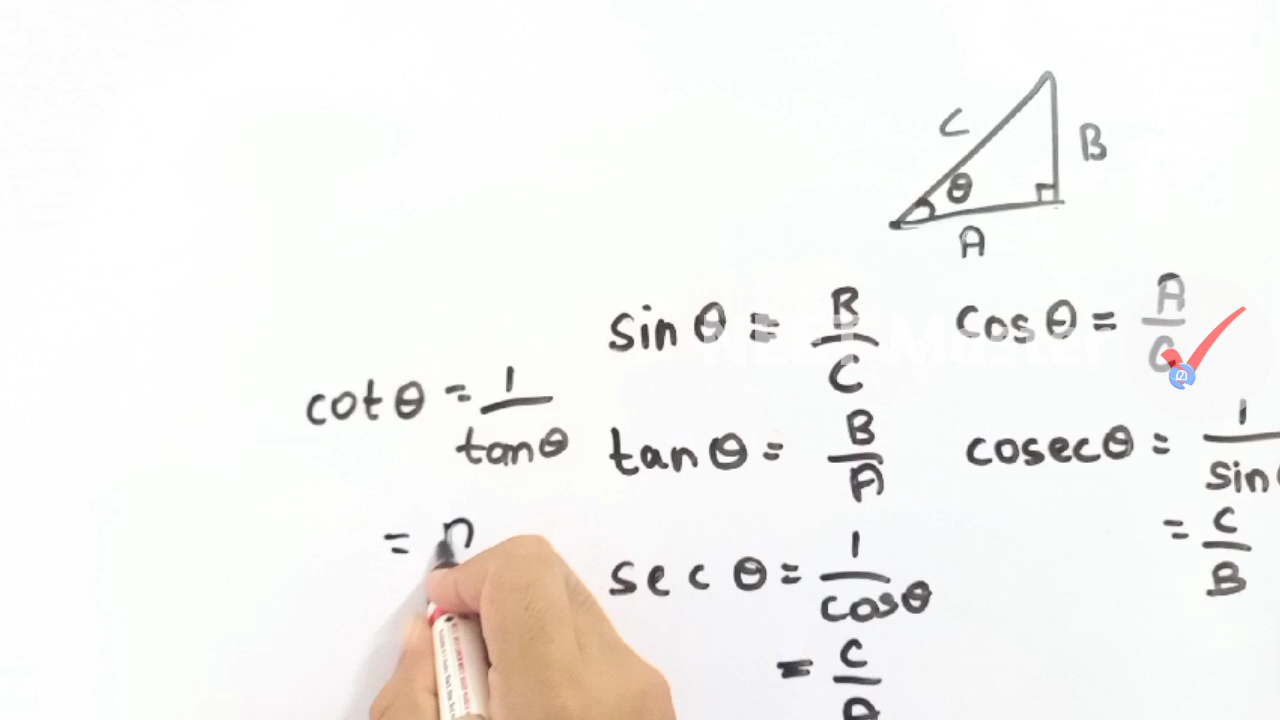 C
B
θ
A
sin θ = B/C
cos θ = A/C
cot θ = 1/tan θ
tan θ = B/A
cosec θ = 1/sin θ
= C/B
=
sec θ = 1/cos θ
= C/A